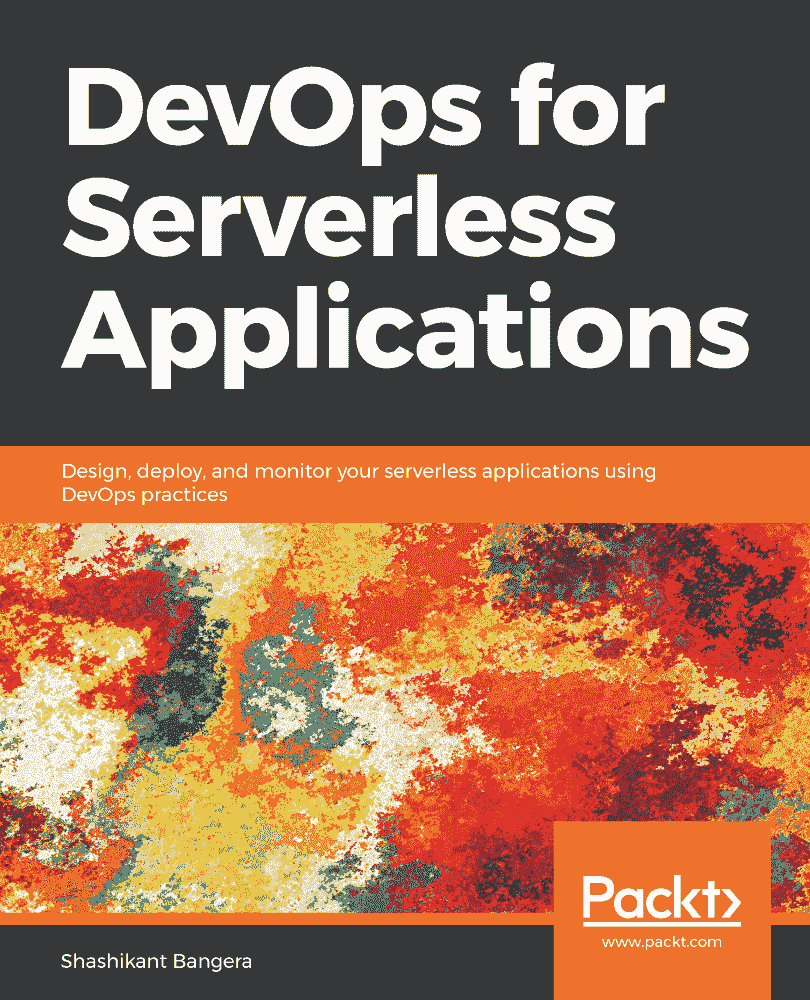 DevOps for
Serverless
Applications
Design, deploy, and monitor your serverless applications using
DevOps practices
Packt>
www.packt.com
Shashikant Bangera